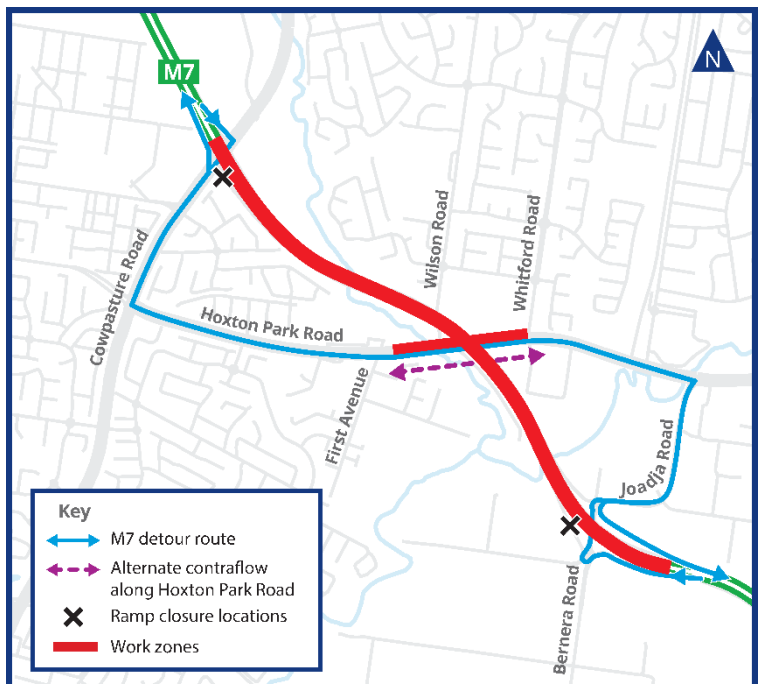 M7
N
Cowpasture Road
Hoxton Park Road
Wilson Road
Whitford Road
First Avenue
Joadja Road
Bernera Road
Key
M7 detour route
Alternate contraflow
along Hoxton Park Road
Ramp closure locations
Work zones